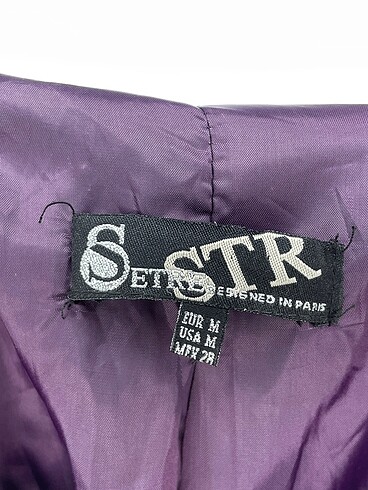 SETRE STR
DESIGNED IN PARIS
EUR M
USA M
MEX 28